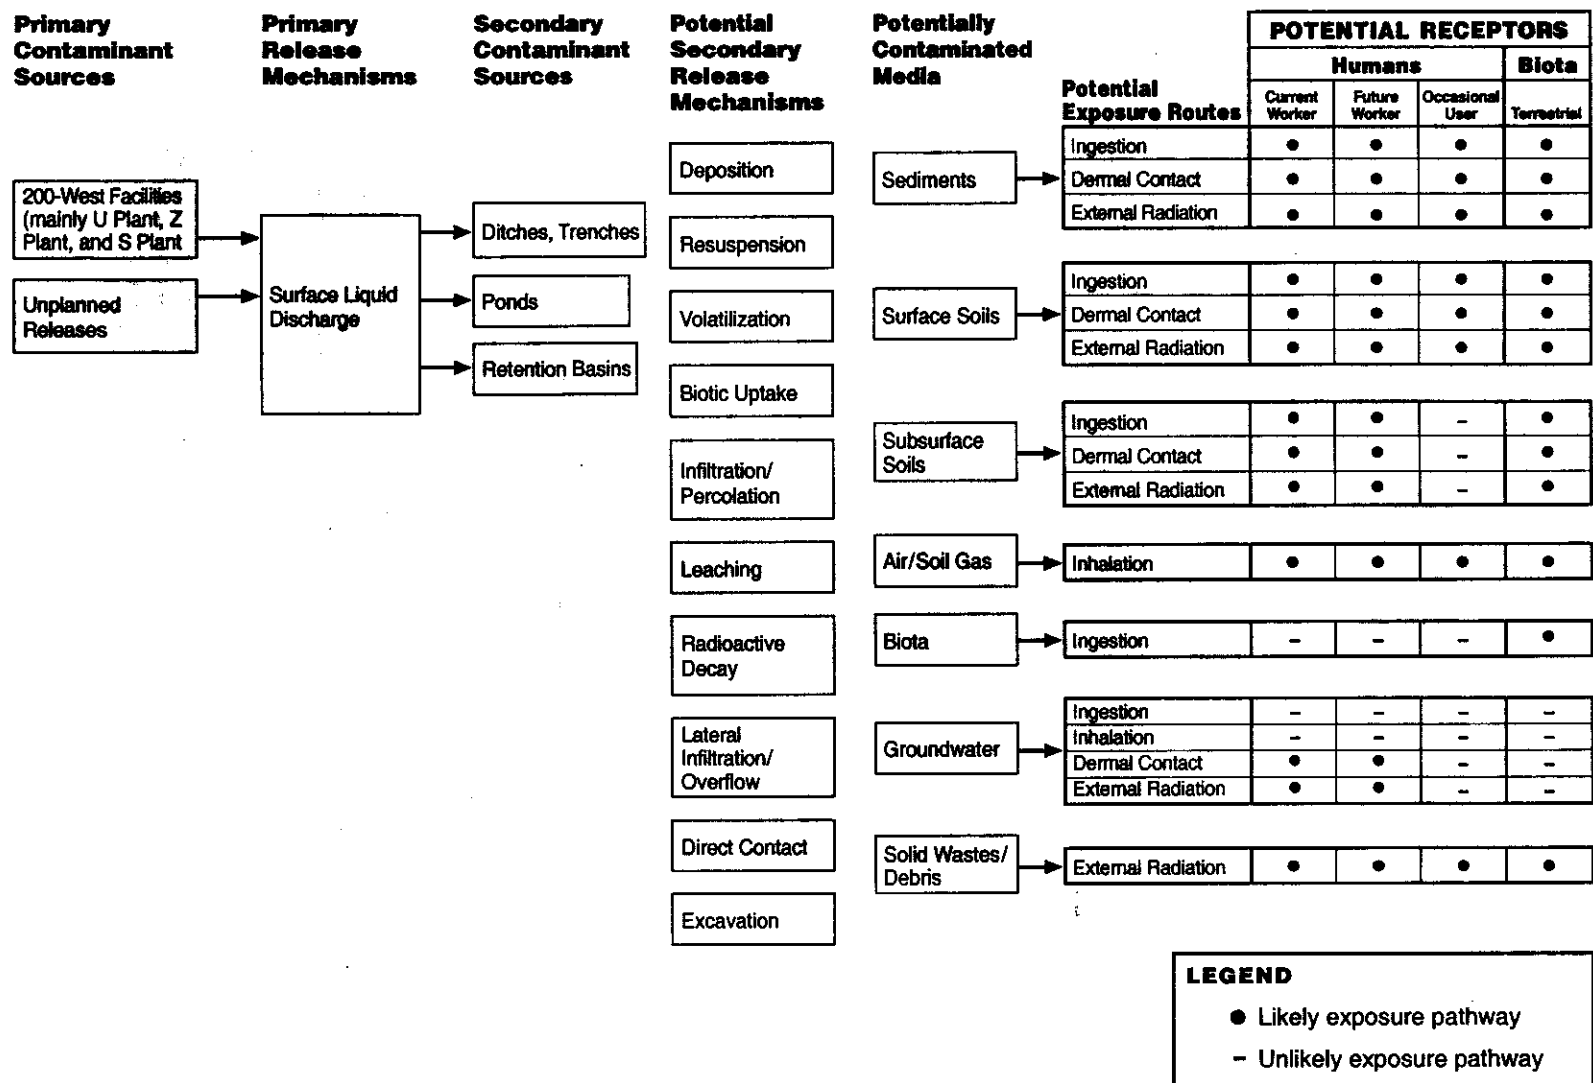 Primary
Contaminant
Sources
Primary
Release
Mechanisms
Secondary
Contaminant
Sources
Potential
Secondary
Release
Mechanisms
Potentially
Contaminated
Media
Potential
Exposure Routes
POTENTIAL RECEPTORS
Humans
Biota
Current
Worker
Future
Worker
Occasional
User
Terrestrial
200-West Facilities
(mainly U Plant, Z
Plant, and S Plant
Unplanned
Releases
Surface Liquid
Discharge
Ditches, Trenches
Ponds
Retention Basins
Deposition
Resuspension
Volatilization
Biotic Uptake
Infiltration/
Percolation
Leaching
Radioactive
Decay
Lateral
Infiltration/
Overflow
Direct Contact
Excavation
Sediments
Ingestion ● ● ● ●
Dermal Contact ● ● ● ●
External Radiation ● ● ● ●
Surface Soils
Ingestion ● ● ● ●
Dermal Contact ● ● ● ●
External Radiation ● ● ● ●
Subsurface
Soils
Ingestion ● ● – ●
Dermal Contact ● ● – ●
External Radiation ● ● – ●
Air/Soil Gas
Inhalation ● ● ● ●
Biota
Ingestion – – – ●
Groundwater
Ingestion – – – –
Inhalation – – – –
Dermal Contact ● ● – –
External Radiation ● ● – –
Solid Wastes/
Debris
External Radiation ● ● ● ●
LEGEND
● Likely exposure pathway
– Unlikely exposure pathway